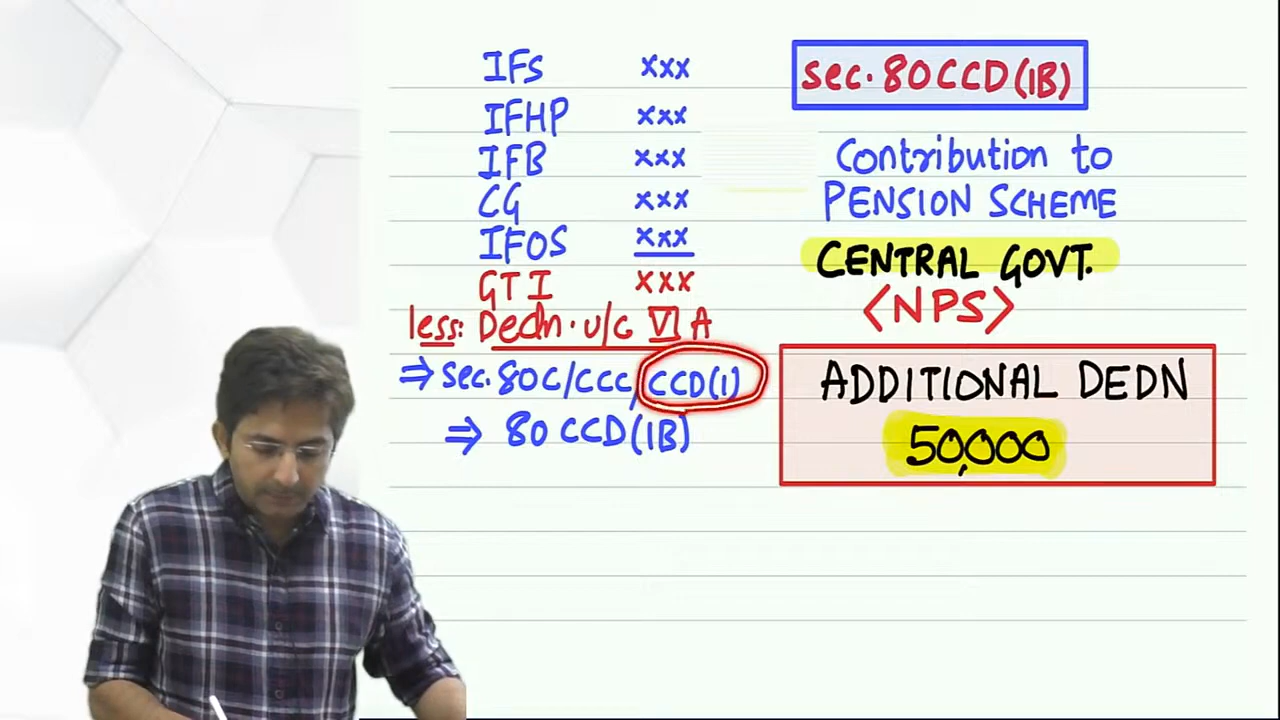 IFS xxx
IFHP xxx
IFB xxx
CG xxx
IFOS xxx
GTI xxx
less: Dedn. u/c VI A
⇒ Sec. 80C/CCC/CCD(1)
⇒ 80 CCD(1B)
Sec. 80CCD(1B)
Contribution to
PENSION SCHEME
CENTRAL GOVT.
<NPS>
ADDITIONAL DEDN
50,000